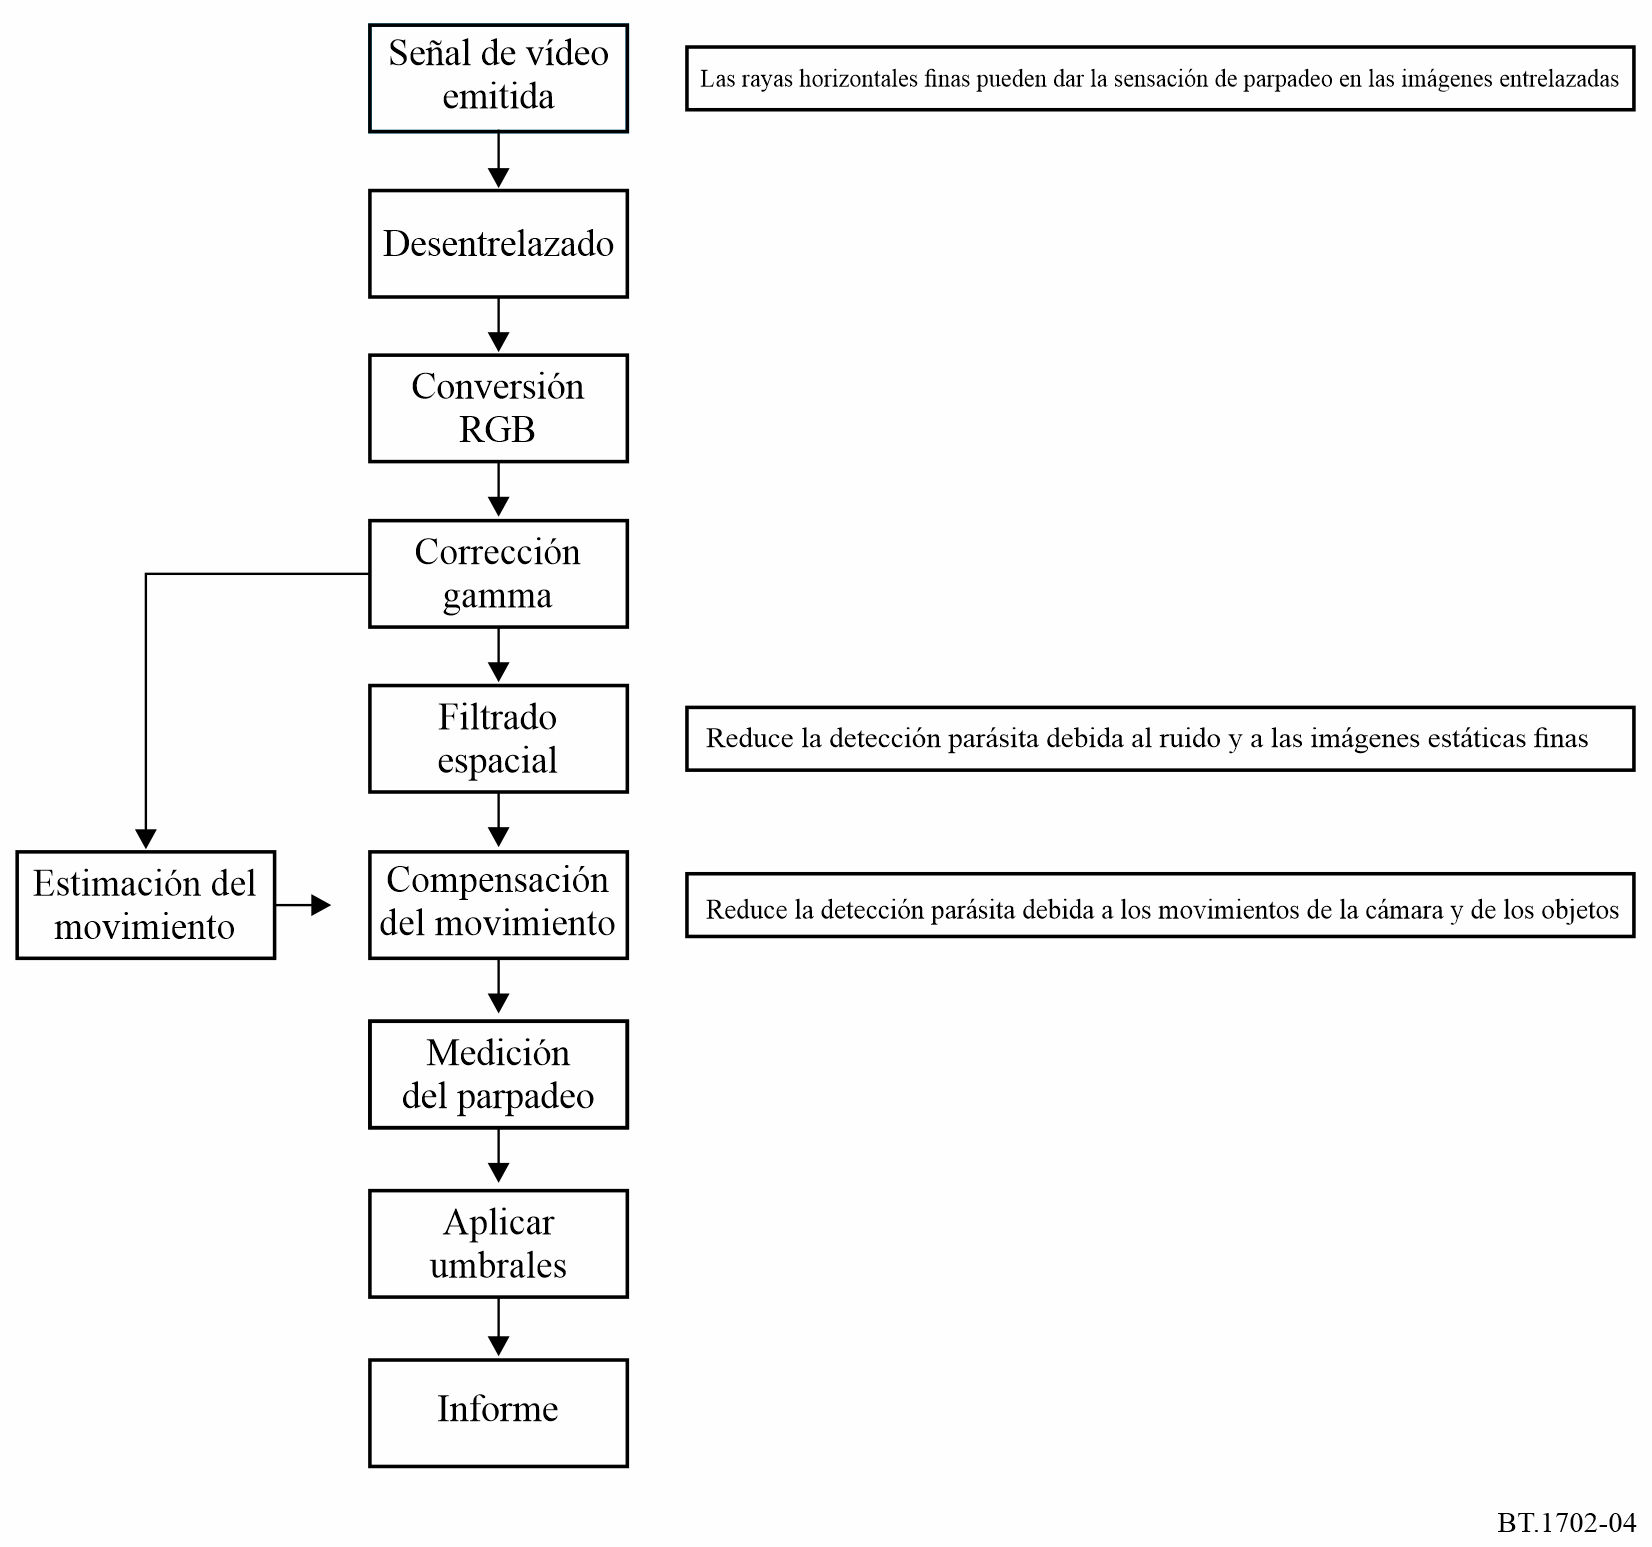 Señal de vídeo
emitida
Las rayas horizontales finas pueden dar la sensación de parpadeo en las imágenes entrelazadas
Desentrelazado
Conversión
RGB
Corrección
gamma
Filtrado
espacial
Reduce la detección parásita debida al ruido y a las imágenes estáticas finas
Estimación del
movimiento
Compensación
del movimiento
Reduce la detección parásita debida a los movimientos de la cámara y de los objetos
Medición
del parpadeo
Aplicar
umbrales
Informe
BT.1702-04